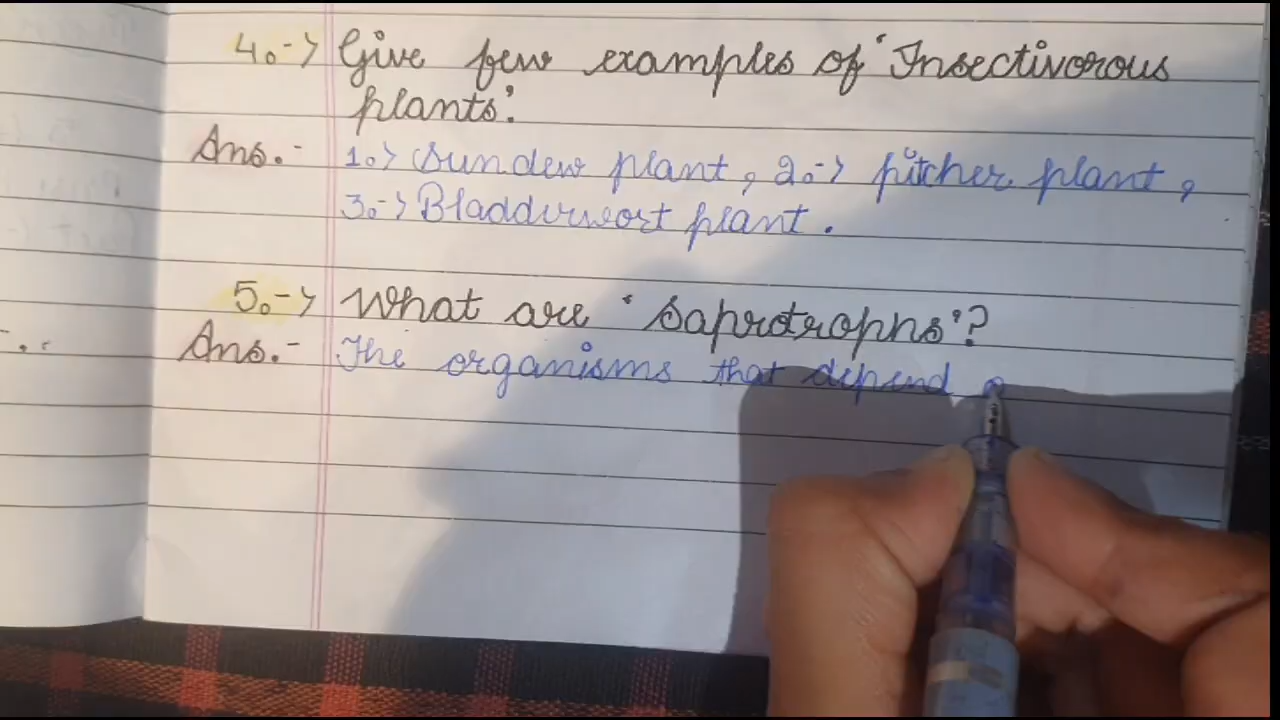 4.-> Give few examples of 'Insectivorous
plants'.
Ans.- 1.> Sundew plant, 2.-> pitcher plant,
3.-> Bladderwort plant.
5.-> What are 'Saprotrophs'?
Ans.- The organisms that depend o